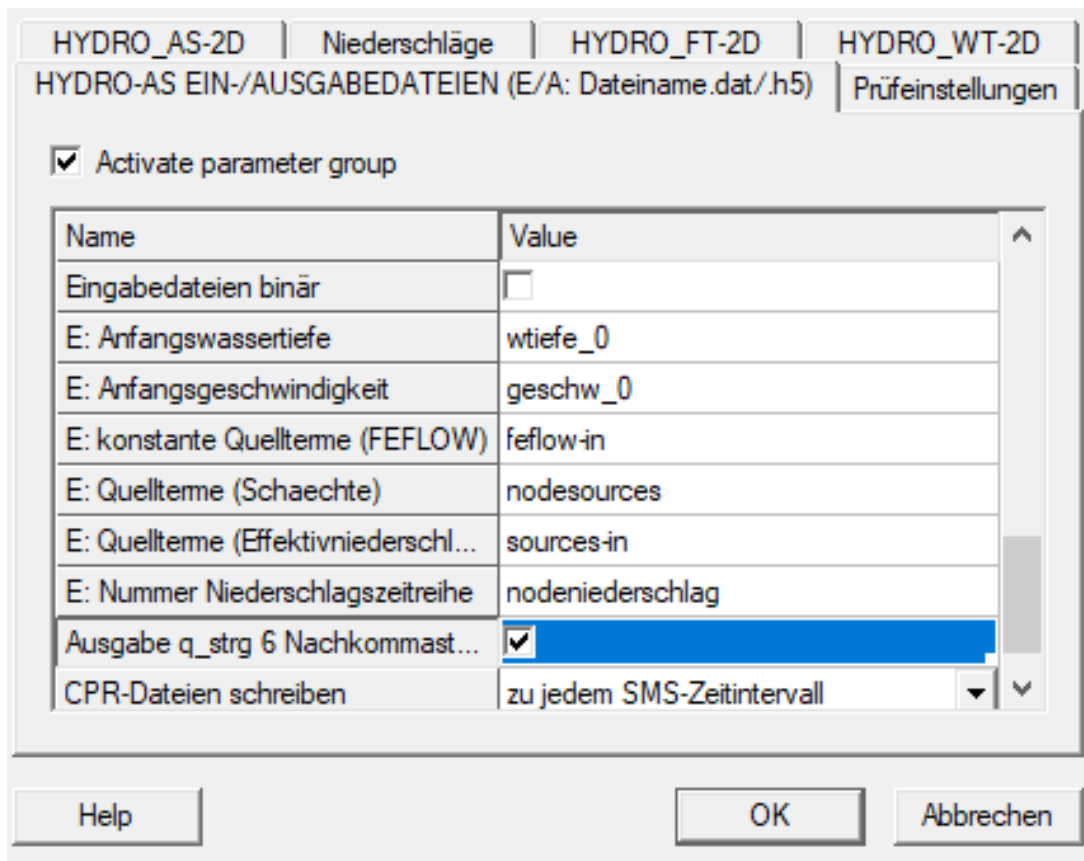 HYDRO_AS-2D Niederschläge HYDRO_FT-2D HYDRO_WT-2D
HYDRO-AS EIN-/AUSGABEDATEIEN (E/A: Dateiname.dat/.h5) Prüfeinstellungen
Activate parameter group
Name Value
Eingabedateien binär
E: Anfangswassertiefe wtiefe_0
E: Anfangsgeschwindigkeit geschw_0
E: konstante Quellterme (FEFLOW) feflow-in
E: Quellterme (Schaechte) nodesources
E: Quellterme (Effektivniederschl... sources-in
E: Nummer Niederschlagszeitreihe nodeniederschlag
Ausgabe q_strg 6 Nachkommast...
CPR-Dateien schreiben zu jedem SMS-Zeitintervall
Help OK Abbrechen